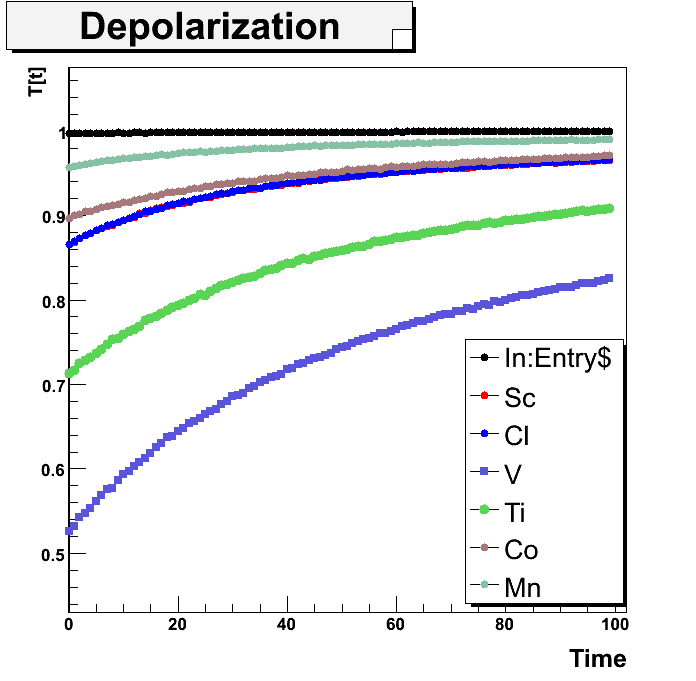 Depolarization
T[t]
1
0.9
0.8
0.7
0.6
0.5
In:Entry$
Sc
Cl
V
Ti
Co
Mn
0 20 40 60 80 100
Time